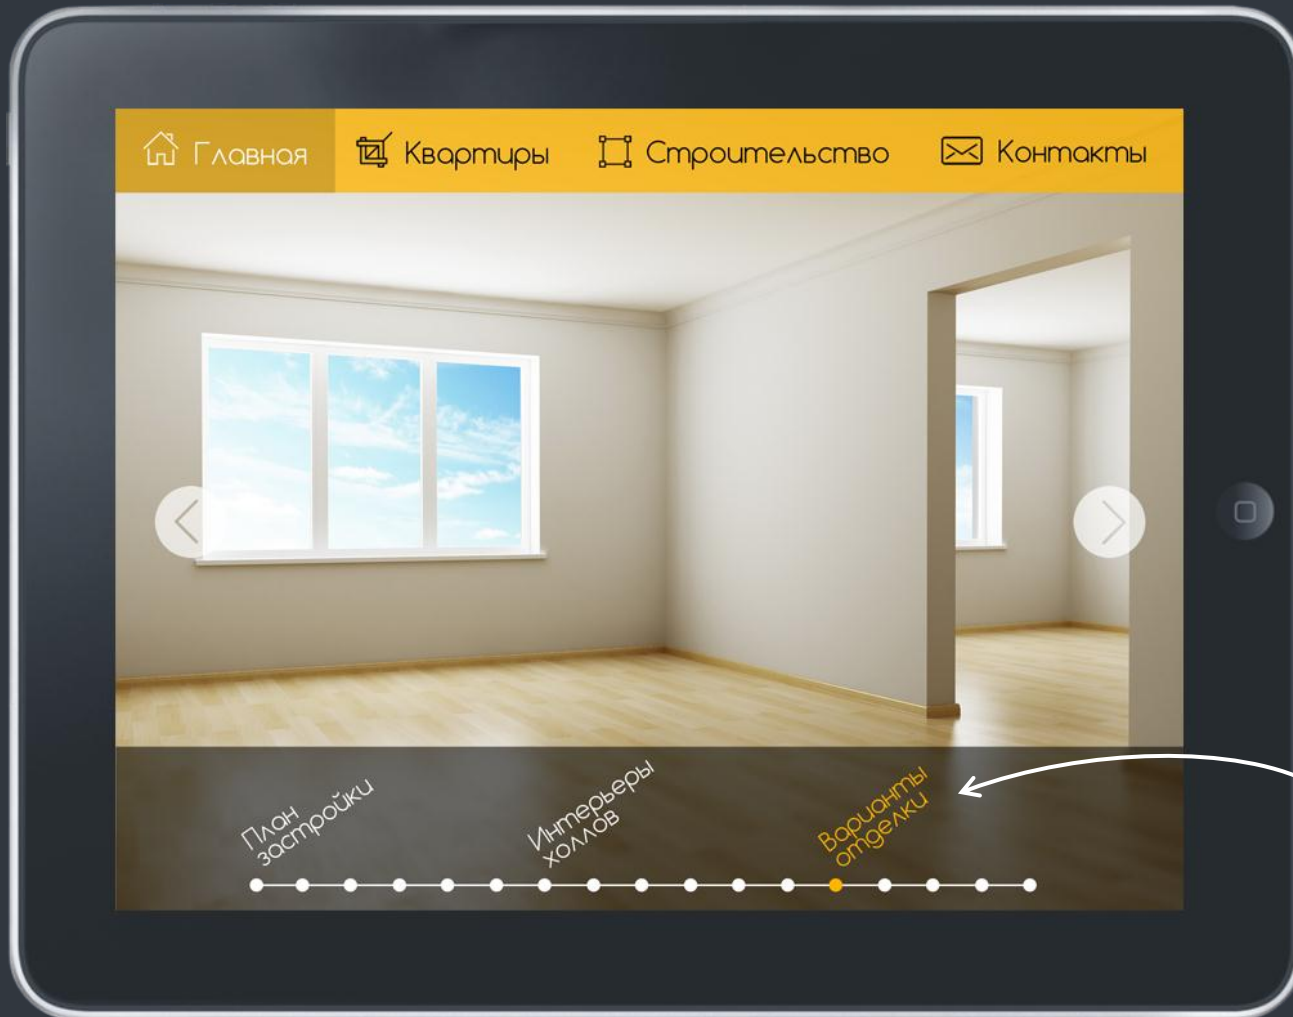 Главная
Квартиры
Строительство
Контакты
План
застройки
Интерьеры
холлов
Варианты
отделки